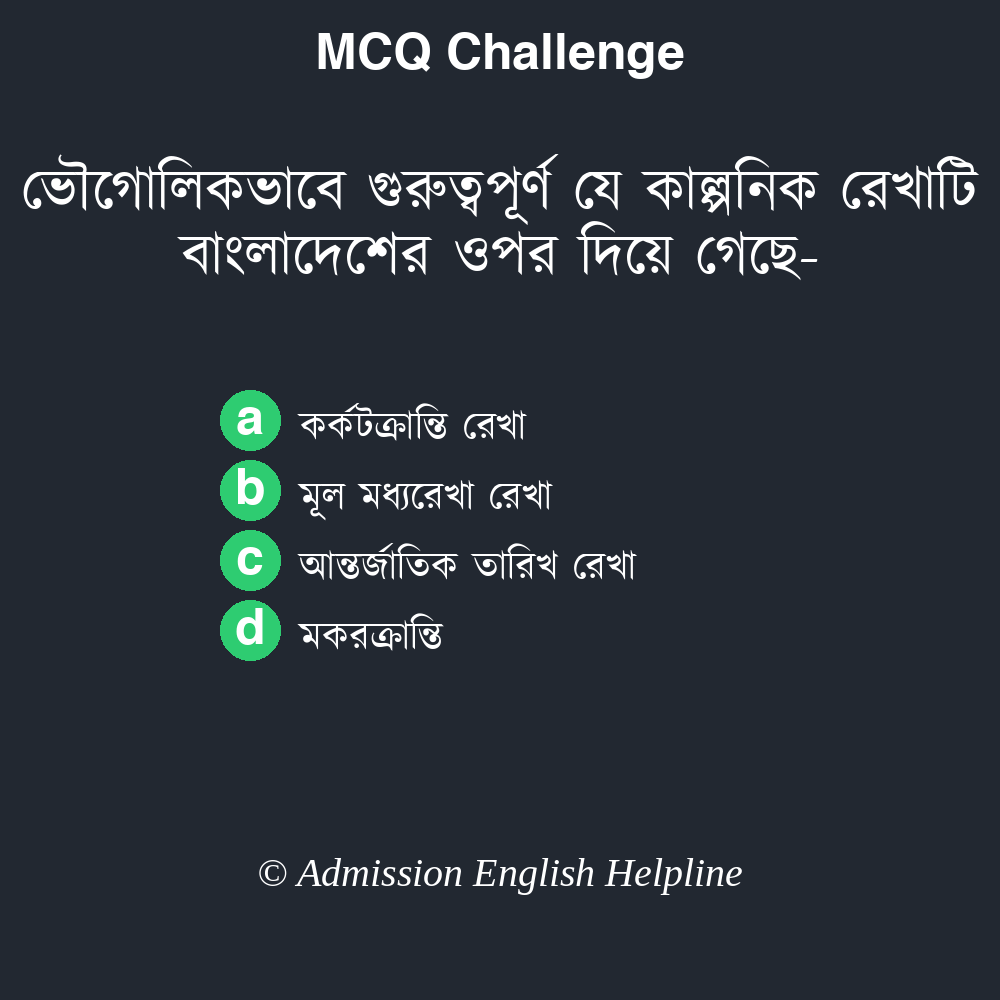 MCQ Challenge
ভৌগোলিকভাবে গুরুত্বপূর্ণ যে কাল্পনিক রেখাটি
বাংলাদেশের ওপর দিয়ে গেছে-
a কর্কটক্রান্তি রেখা
b মূল মধ্যরেখা রেখা
c আন্তর্জাতিক তারিখ রেখা
d মকরক্রান্তি
© Admission English Helpline